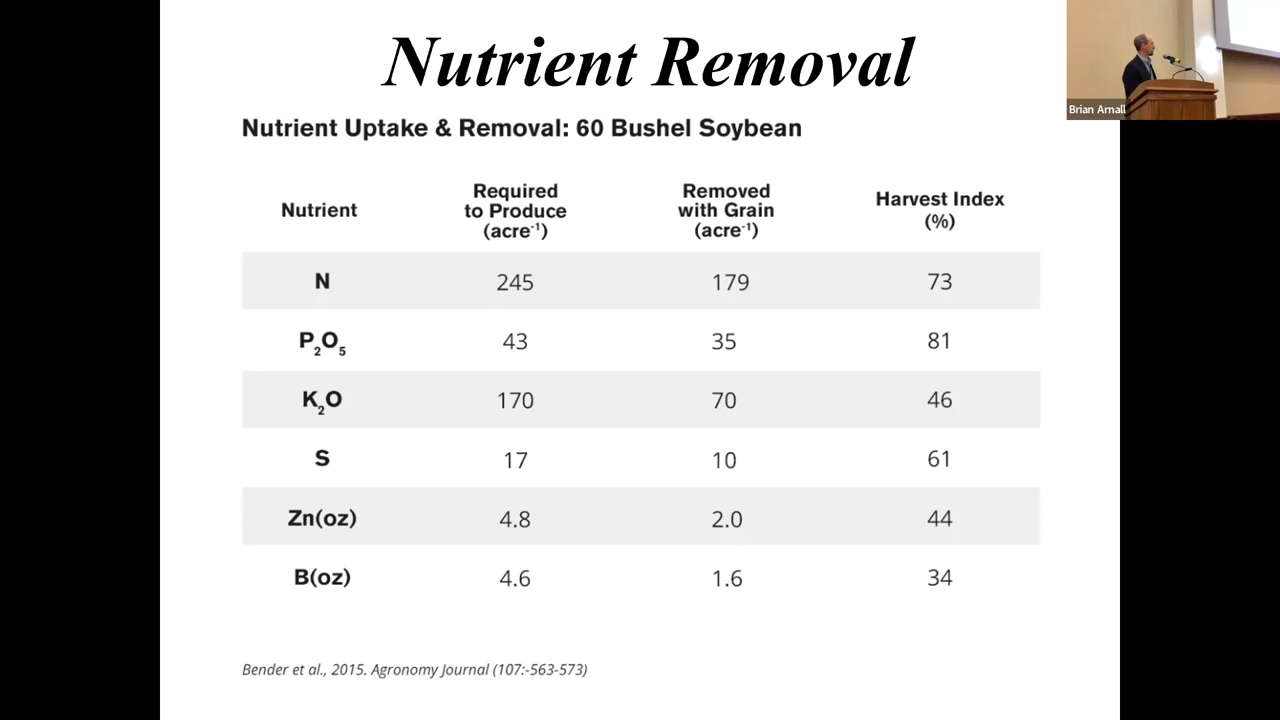 Nutrient Removal
Brian Arnall
Nutrient Uptake & Removal: 60 Bushel Soybean
Nutrient Required to Produce (acre⁻¹) Removed with Grain (acre⁻¹) Harvest Index (%)
N 245 179 73
P₂O₅ 43 35 81
K₂O 170 70 46
S 17 10 61
Zn(oz) 4.8 2.0 44
B(oz) 4.6 1.6 34
Bender et al., 2015. Agronomy Journal (107:-563-573)